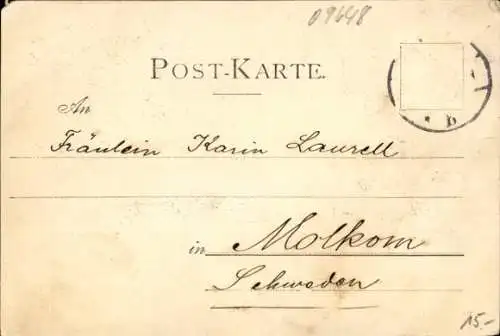 09648
POST-KARTE.
An
Fräulein Karin Laurell
in Molkom
Schweden
b
15.-